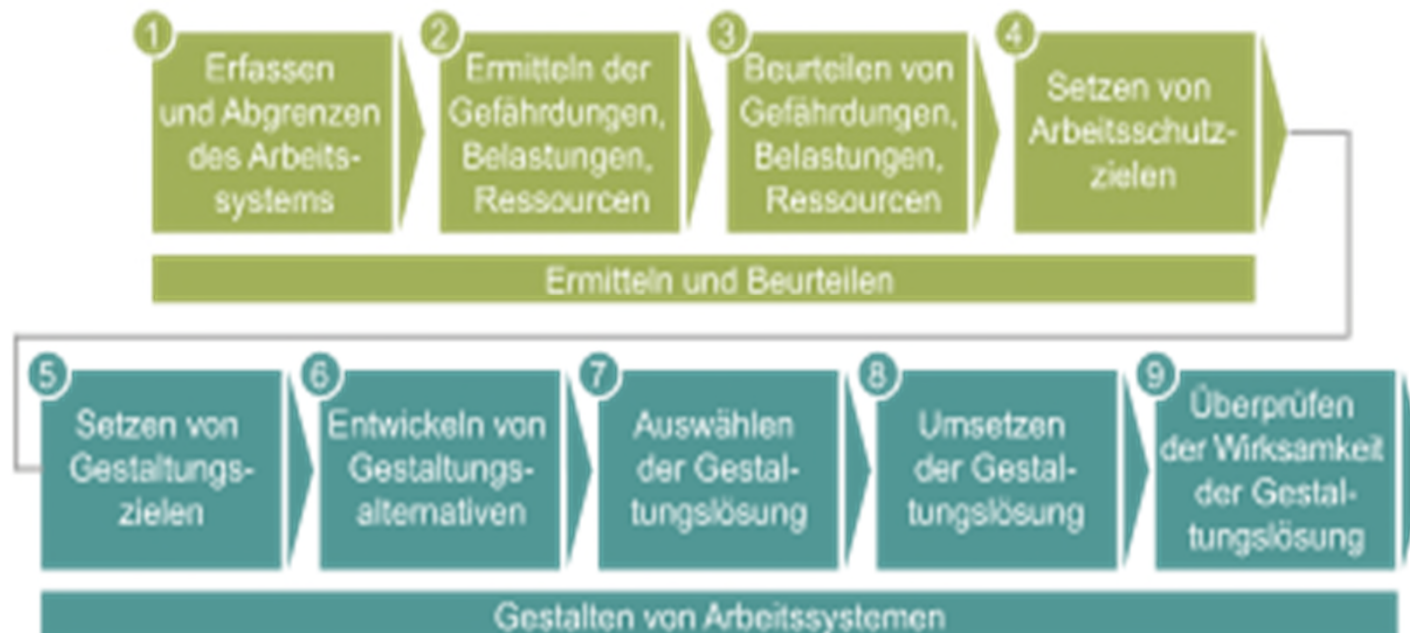 1
Erfassen
und Abgrenzen
des Arbeits-
systems
2
Ermitteln der
Gefährdungen,
Belastungen,
Ressourcen
3
Beurteilen von
Gefährdungen,
Belastungen,
Ressourcen
4
Setzen von
Arbeitsschutz-
zielen
Ermitteln und Beurteilen
5
Setzen von
Gestaltungs-
zielen
6
Entwickeln von
Gestaltungs-
alternativen
7
Auswählen
der Gestal-
tungslösung
8
Umsetzen
der Gestal-
tungslösung
9
Überprüfen
der Wirksamkeit
der Gestal-
tungslösung
Gestalten von Arbeitssystemen